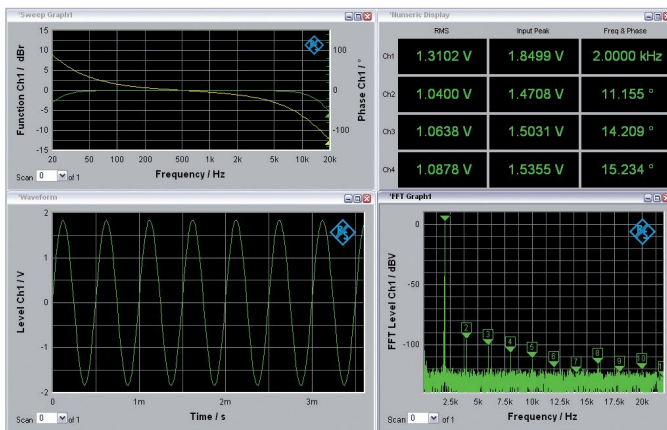 *Sweep Graph1
Function Ch1 / dBr
15
10
5
0
-5
-10
-15
100
0
-100
Phase Ch1 / °
20 50 100 200 500 1k 2k 5k 10k 20k
Frequency / Hz
Scan 0 of 1
*Numeric Display
RMS Input Peak Freq & Phase
Ch1 1.3102 V 1.8499 V 2.0000 kHz
Ch2 1.0400 V 1.4708 V 11.155 °
Ch3 1.0638 V 1.5031 V 14.209 °
Ch4 1.0878 V 1.5355 V 15.234 °
*Waveform
Level Ch1 / V
2
1
0
-1
-2
0 1m 2m 3m
Time / s
Scan 0 of 1
*FFT Graph1
FFT Level Ch1 / dBV
0
-50
-100
2 3 4 5 6 7 8 9 10 1
2.5k 5k 7.5k 10k 12.5k 15k 17.5k 20k
Frequency / Hz
Scan 0 of 1